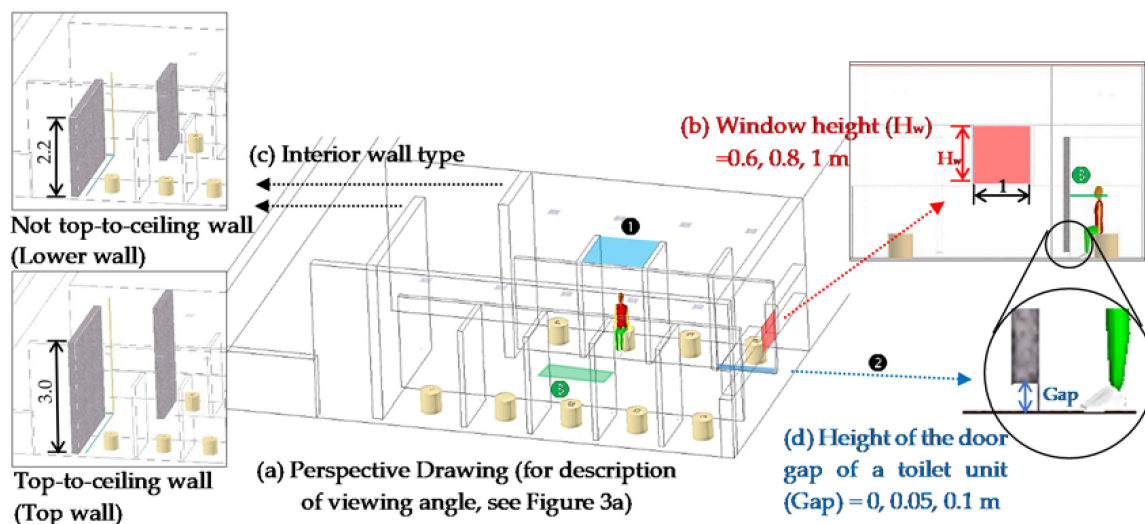 2.2
Not top-to-ceiling wall
(Lower wall)
3.0
Top-to-ceiling wall
(Top wall)
(c) Interior wall type
❶
❸
(a) Perspective Drawing (for description
of viewing angle, see Figure 3a)
(b) Window height (Hw)
=0.6, 0.8, 1 m
Hw
1
❸
❷
Gap
(d) Height of the door
gap of a toilet unit
(Gap) = 0, 0.05, 0.1 m